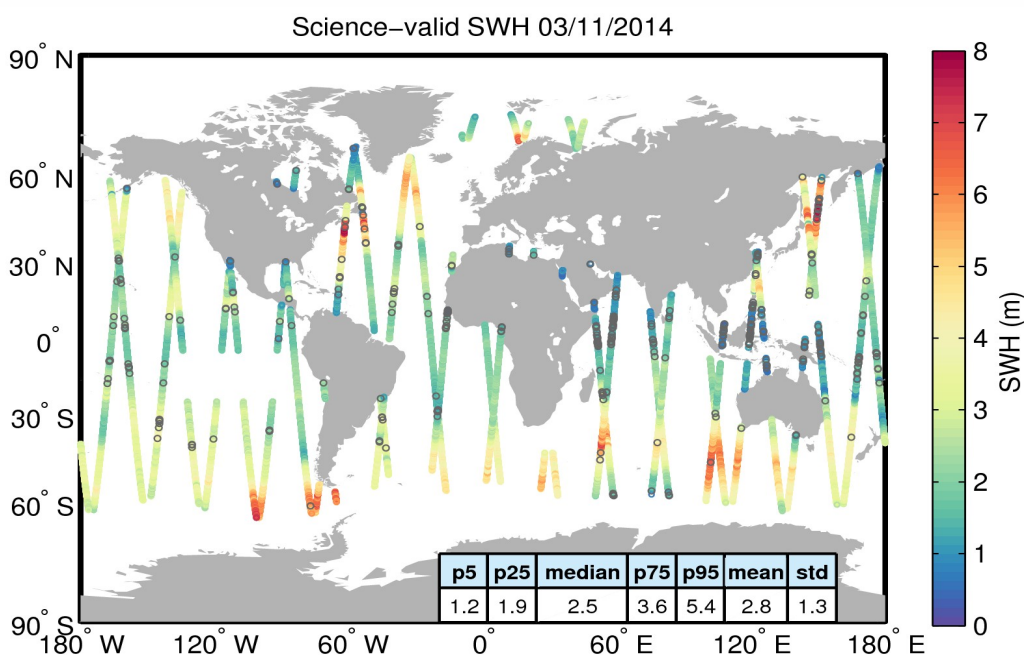 Science−valid SWH 03/11/2014
90° N
60° N
30° N
0°
30° S
60° S
90° S
180° W
120° W
60° W
0°
60° E
120° E
180° E
p5 p25 median p75 p95 mean std
1.2 1.9 2.5 3.6 5.4 2.8 1.3
8
7
6
5
4
3
2
1
0
SWH (m)